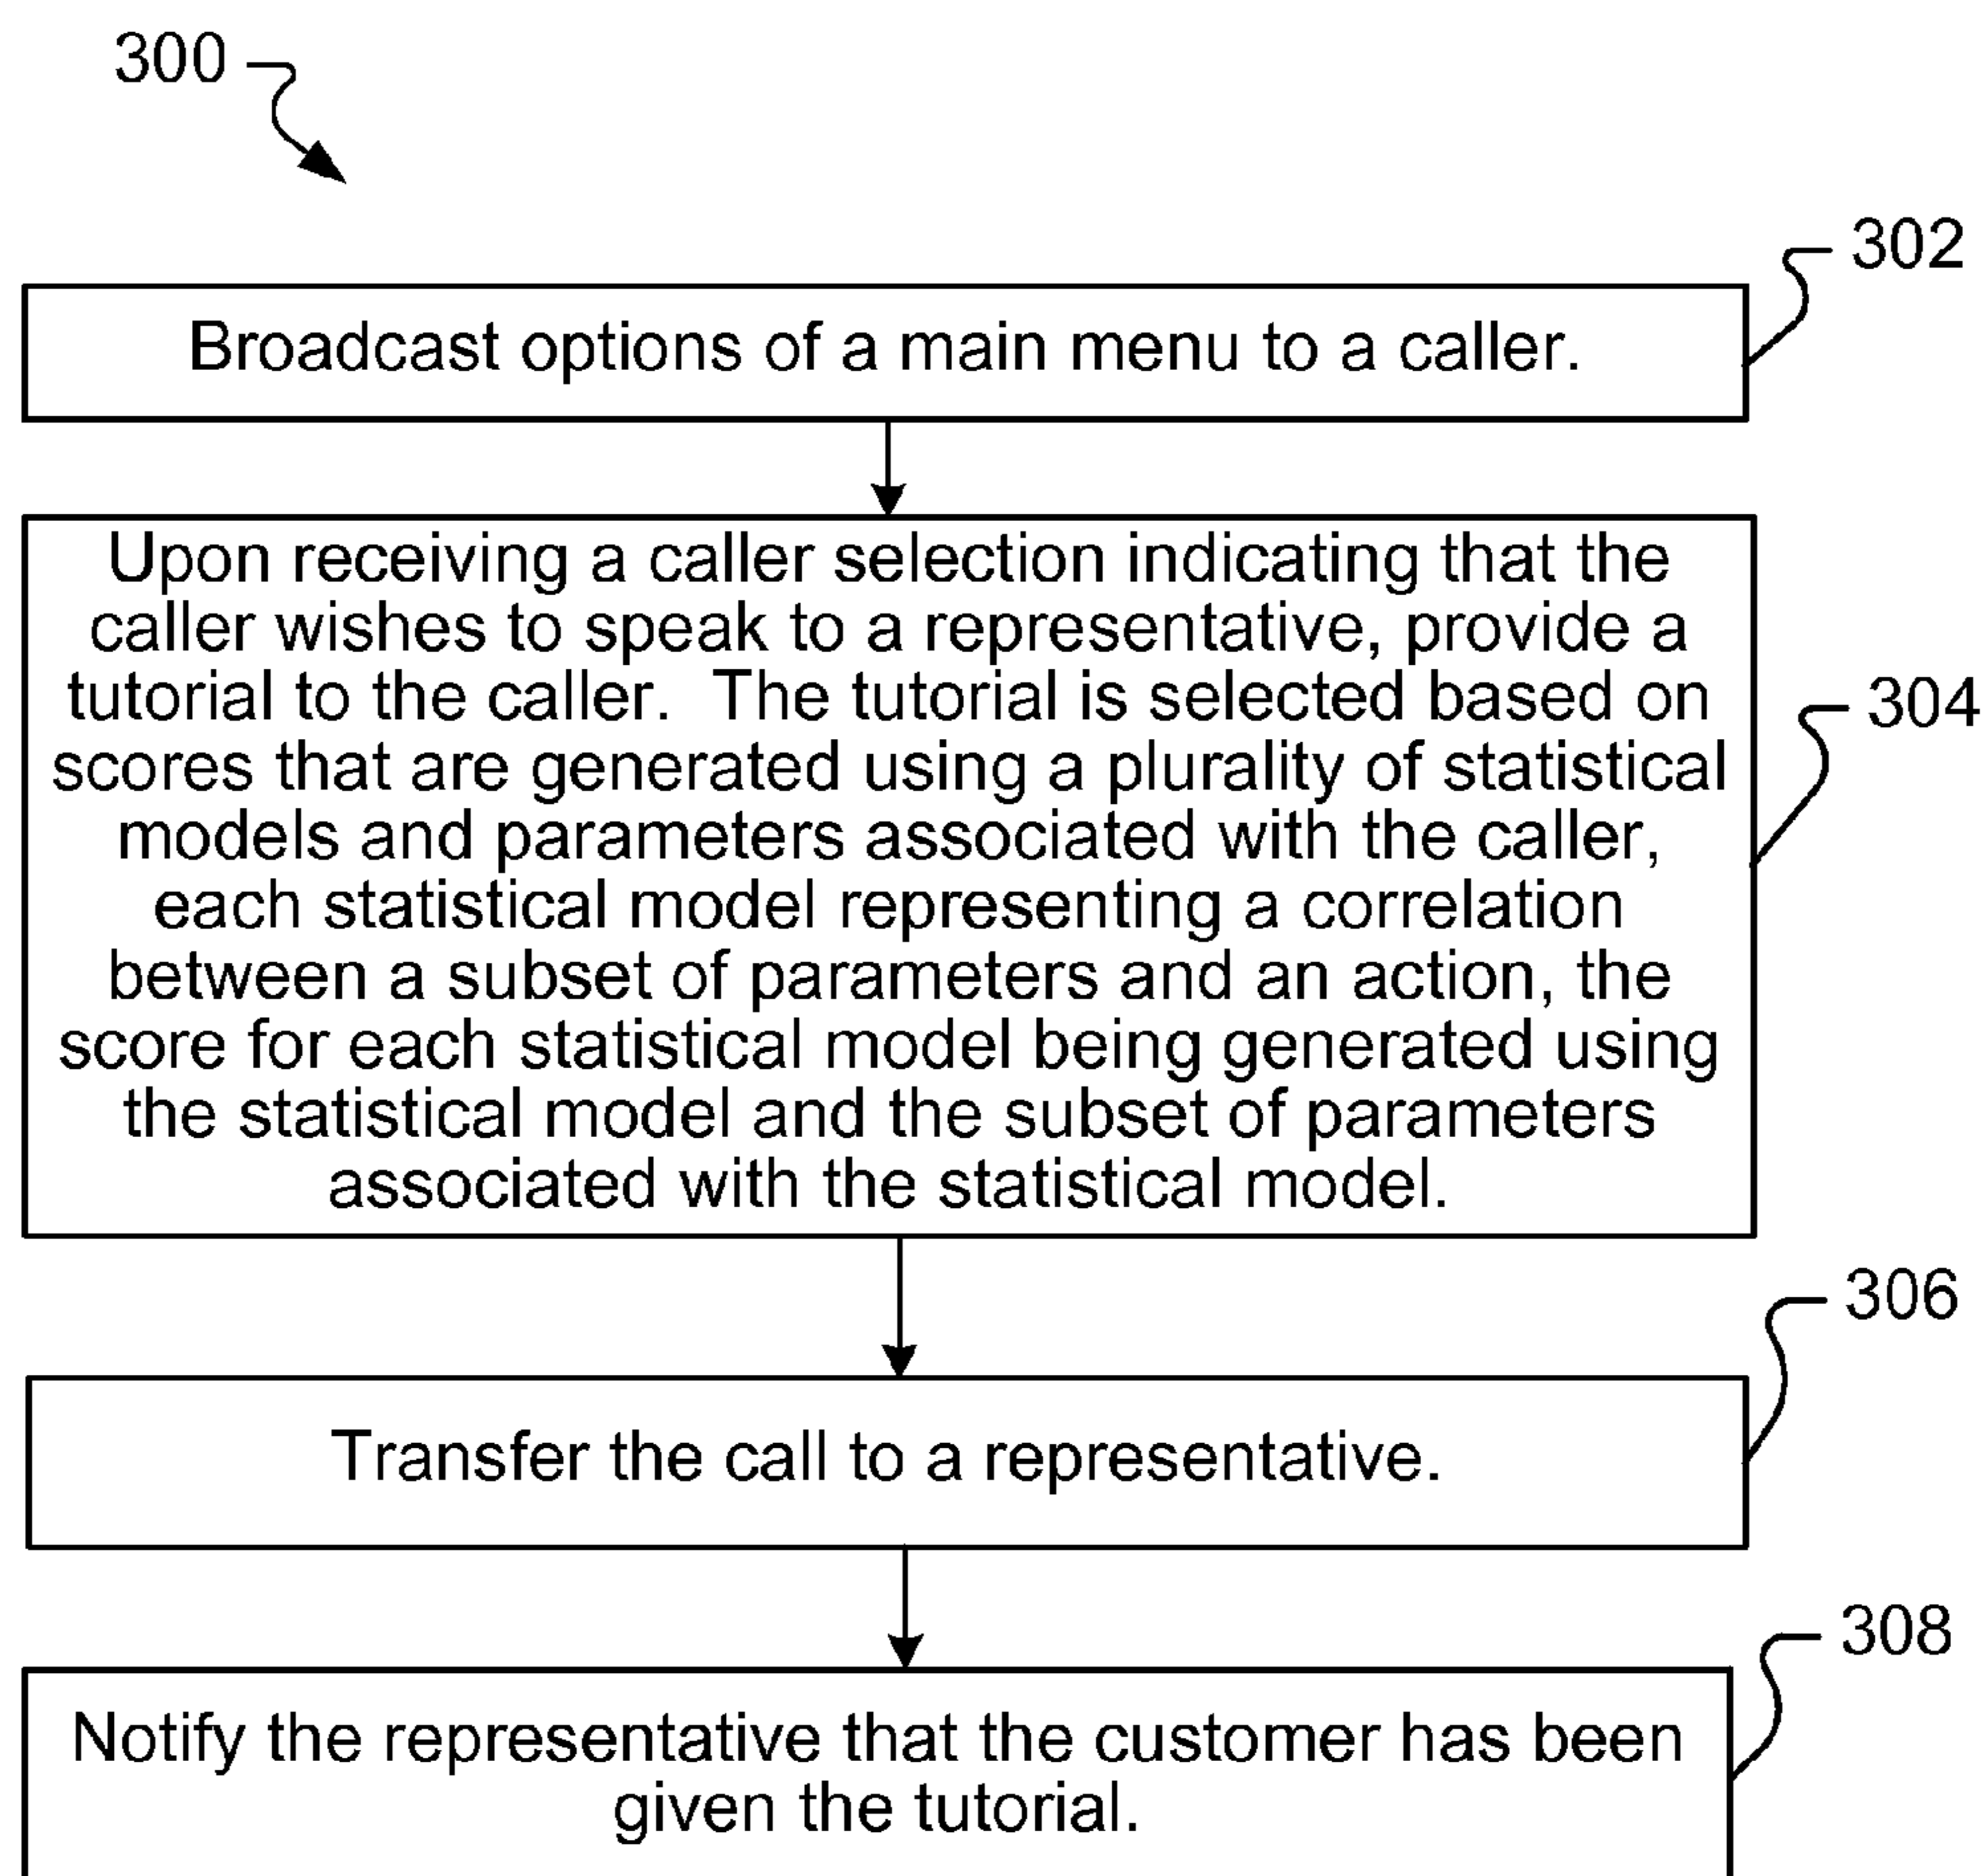 300
302
Broadcast options of a main menu to a caller.
Upon receiving a caller selection indicating that the
caller wishes to speak to a representative, provide a
tutorial to the caller. The tutorial is selected based on
304
scores that are generated using a plurality of statistical
models and parameters associated with the caller,
each statistical model representing a correlation
between a subset of parameters and an action, the
score for each statistical model being generated using
the statistical model and the subset of parameters
associated with the statistical model.
306
Transfer the call to a representative.
308
Notify the representative that the customer has been
given the tutorial.